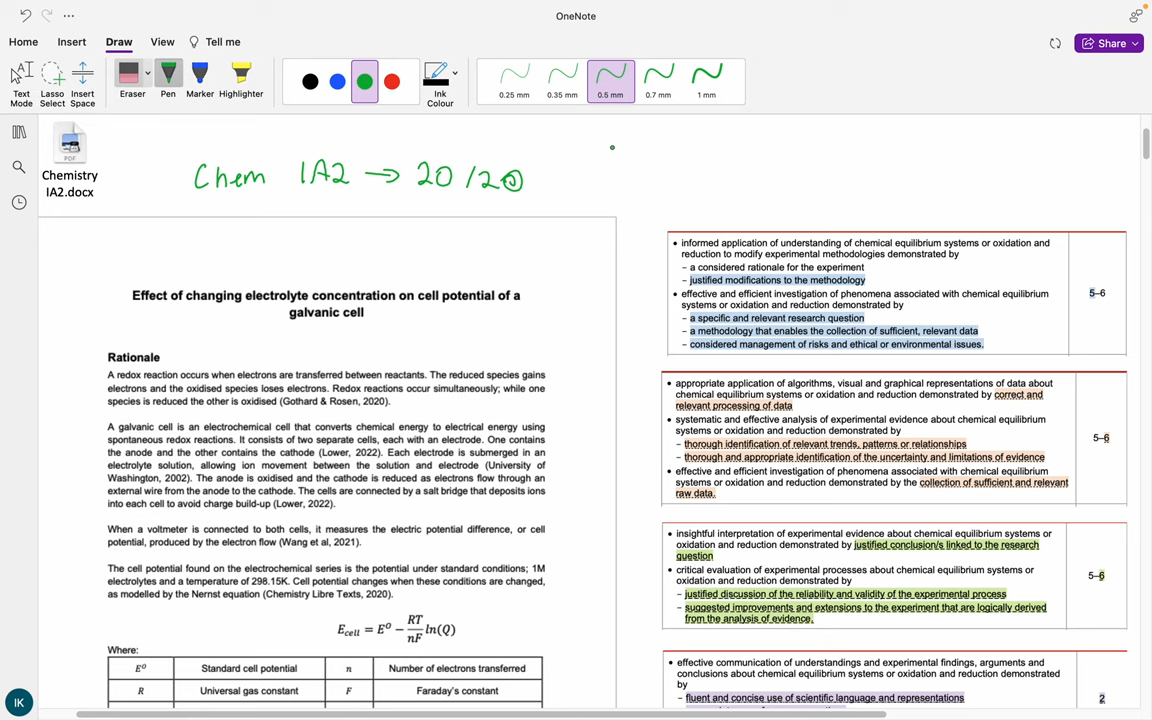 OneNote
Home Insert Draw View Tell me
Share
Text Mode
Lasso Select
Insert Space
Eraser
Pen
Marker
Highlighter
Ink Colour
0.25 mm
0.35 mm
0.5 mm
0.7 mm
1 mm
PDF
Chemistry
IA2.docx
Chem IA2 → 20/20
Effect of changing electrolyte concentration on cell potential of a
galvanic cell
Rationale
A redox reaction occurs when electrons are transferred between reactants. The reduced species gains
electrons and the oxidised species loses electrons. Redox reactions occur simultaneously; while one
species is reduced the other is oxidised (Gothard & Rosen, 2020).
A galvanic cell is an electrochemical cell that converts chemical energy to electrical energy using
spontaneous redox reactions. It consists of two separate cells, each with an electrode. One contains
the anode and the other contains the cathode (Lower, 2022). Each electrode is submerged in an
electrolyte solution, allowing ion movement between the solution and electrode (University of
Washington, 2002). The anode is oxidised and the cathode is reduced as electrons flow through an
external wire from the anode to the cathode. The cells are connected by a salt bridge that deposits ions
into each cell to avoid charge build-up (Lower, 2022).
When a voltmeter is connected to both cells, it measures the electric potential difference, or cell
potential, produced by the electron flow (Wang et al, 2021).
The cell potential found on the electrochemical series is the potential under standard conditions; 1M
electrolytes and a temperature of 298.15K. Cell potential changes when these conditions are changed,
as modelled by the Nernst equation (Chemistry Libre Texts, 2020).
E_cell = E^O − RT/nF ln(Q)
Where:
E^O Standard cell potential n Number of electrons transferred
R Universal gas constant F Faraday's constant
• informed application of understanding of chemical equilibrium systems or oxidation and
reduction to modify experimental methodologies demonstrated by
– a considered rationale for the experiment
– justified modifications to the methodology
• effective and efficient investigation of phenomena associated with chemical equilibrium
systems or oxidation and reduction demonstrated by
– a specific and relevant research question
– a methodology that enables the collection of sufficient, relevant data
– considered management of risks and ethical or environmental issues.
5–6
• appropriate application of algorithms, visual and graphical representations of data about
chemical equilibrium systems or oxidation and reduction demonstrated by correct and
relevant processing of data
• systematic and effective analysis of experimental evidence about chemical equilibrium
systems or oxidation and reduction demonstrated by
– thorough identification of relevant trends, patterns or relationships
– thorough and appropriate identification of the uncertainty and limitations of evidence
• effective and efficient investigation of phenomena associated with chemical equilibrium
systems or oxidation and reduction demonstrated by the collection of sufficient and relevant
raw data.
5–6
• insightful interpretation of experimental evidence about chemical equilibrium systems or
oxidation and reduction demonstrated by justified conclusion/s linked to the research
question
• critical evaluation of experimental processes about chemical equilibrium systems or
oxidation and reduction demonstrated by
– justified discussion of the reliability and validity of the experimental process
– suggested improvements and extensions to the experiment that are logically derived
from the analysis of evidence.
5–6
• effective communication of understandings and experimental findings, arguments and
conclusions about chemical equilibrium systems or oxidation and reduction demonstrated
by
– fluent and concise use of scientific language and representations
2
IK